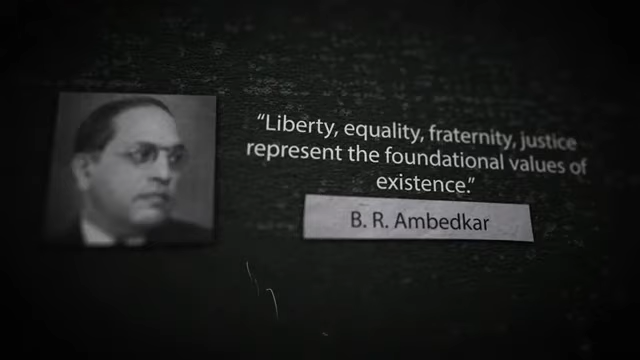 “Liberty, equality, fraternity, justice
represent the foundational values of
existence.”
B. R. Ambedkar